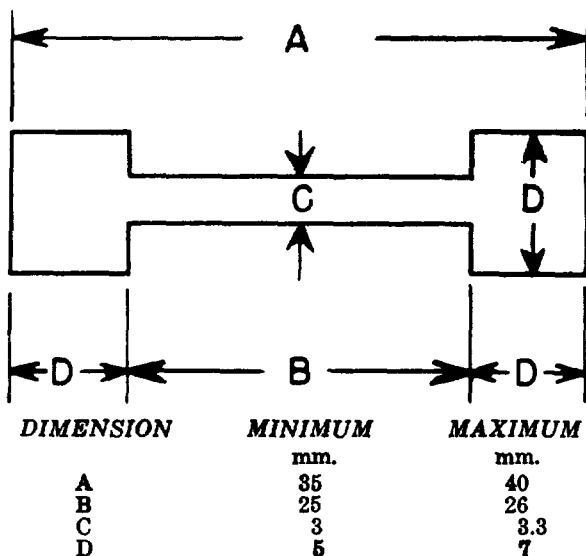 A
C D
D B D
DIMENSION MINIMUM MAXIMUM
mm. mm.
A 35 40
B 25 26
C 3 3.3
D 5 7